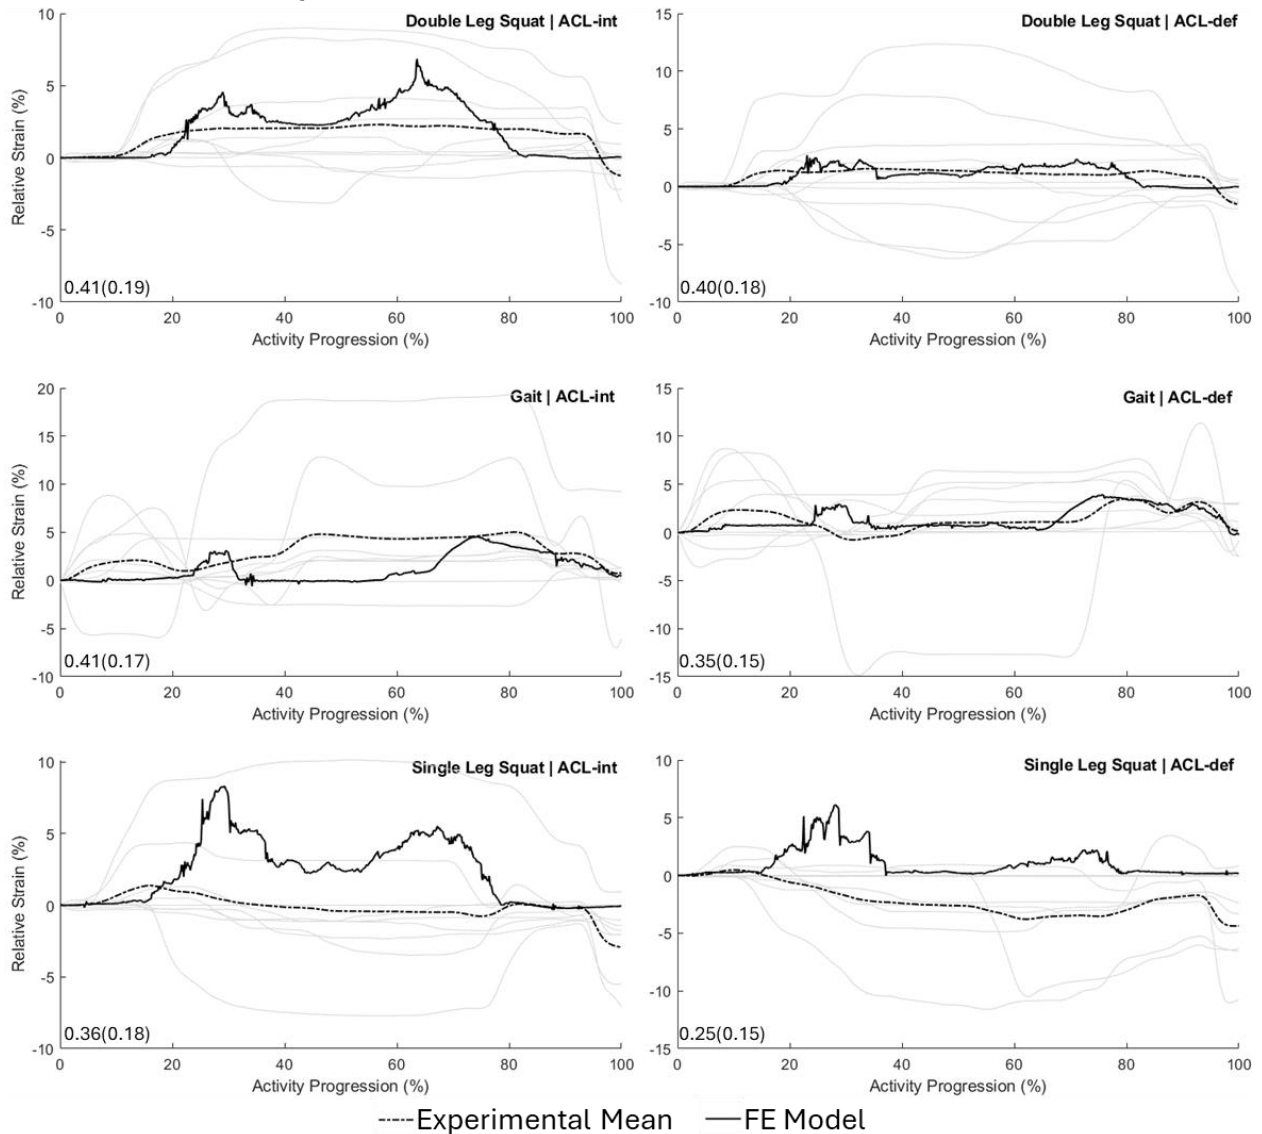 Double Leg Squat | ACL-int
10
5
0
-5
-10
Relative Strain (%)
0.41(0.19)
0 20 40 60 80 100
Activity Progression (%)
Double Leg Squat | ACL-def
15
10
5
0
-5
-10
0.40(0.18)
0 20 40 60 80 100
Activity Progression (%)
Gait | ACL-int
20
15
10
5
0
-5
-10
Relative Strain (%)
0.41(0.17)
0 20 40 60 80 100
Activity Progression (%)
Gait | ACL-def
15
10
5
0
-5
-10
-15
0.35(0.15)
0 20 40 60 80 100
Activity Progression (%)
Single Leg Squat | ACL-int
10
5
0
-5
-10
Relative Strain (%)
0.36(0.18)
0 20 40 60 80 100
Activity Progression (%)
Single Leg Squat | ACL-def
10
5
0
-5
-10
-15
0.25(0.15)
0 20 40 60 80 100
Activity Progression (%)
Experimental Mean FE Model